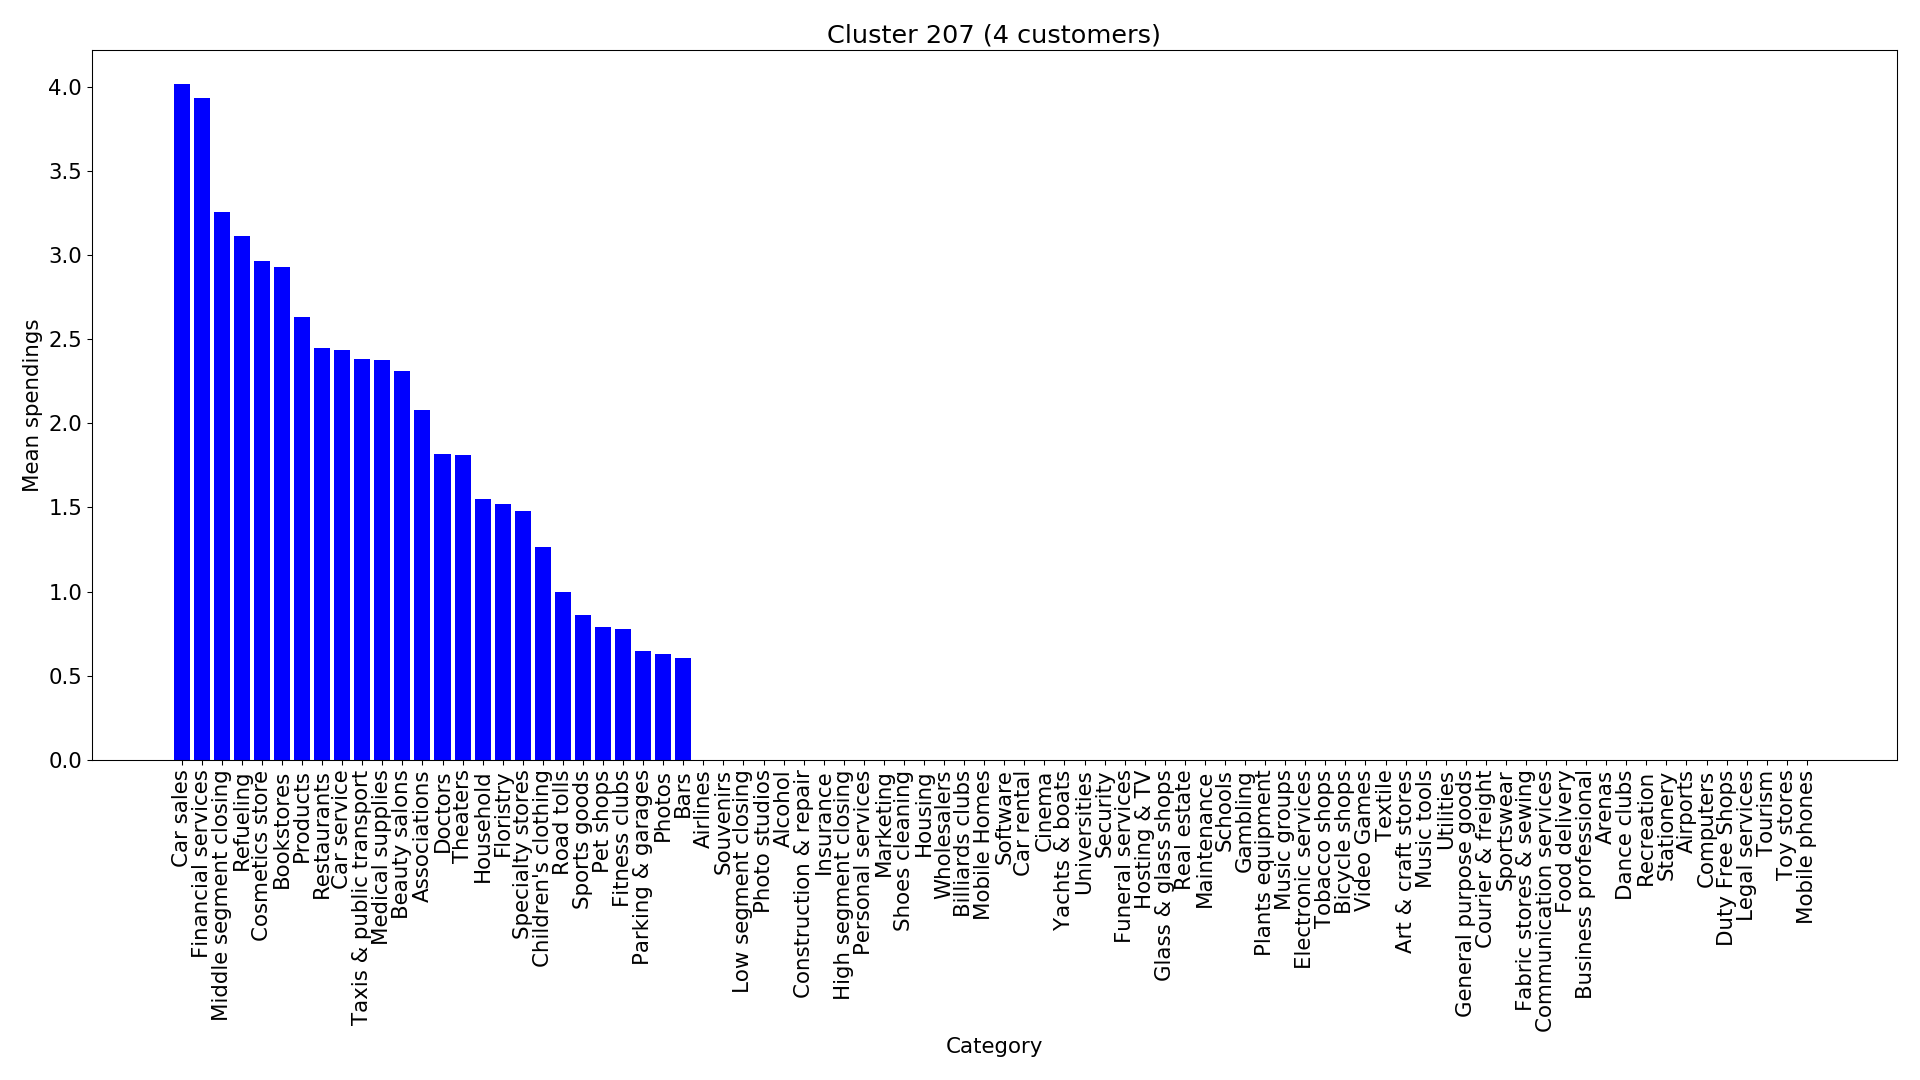 Cluster 207 (4 customers)
Mean spendings
4.0
3.5
3.0
2.5
2.0
1.5
1.0
0.5
0.0
Car sales
Financial services
Middle segment closing
Refueling
Cosmetics store
Bookstores
Products
Restaurants
Car service
Taxis & public transport
Medical supplies
Beauty salons
Associations
Doctors
Theaters
Household
Floristry
Specialty stores
Children's clothing
Road tolls
Sports goods
Pet shops
Fitness clubs
Parking & garages
Photos
Bars
Airlines
Souvenirs
Low segment closing
Photo studios
Alcohol
Construction & repair
Insurance
High segment closing
Personal services
Marketing
Shoes cleaning
Housing
Wholesalers
Billiards clubs
Mobile Homes
Software
Car rental
Cinema
Yachts & boats
Universities
Security
Funeral services
Hosting & TV
Glass & glass shops
Real estate
Maintenance
Schools
Gambling
Plants equipment
Music groups
Electronic services
Tobacco shops
Bicycle shops
Video Games
Textile
Art & craft stores
Music tools
Utilities
General purpose goods
Courier & freight
Sportswear
Fabric stores & sewing
Communication services
Food delivery
Business professional
Arenas
Dance clubs
Recreation
Stationery
Airports
Computers
Duty Free Shops
Legal services
Tourism
Toy stores
Mobile phones
Category